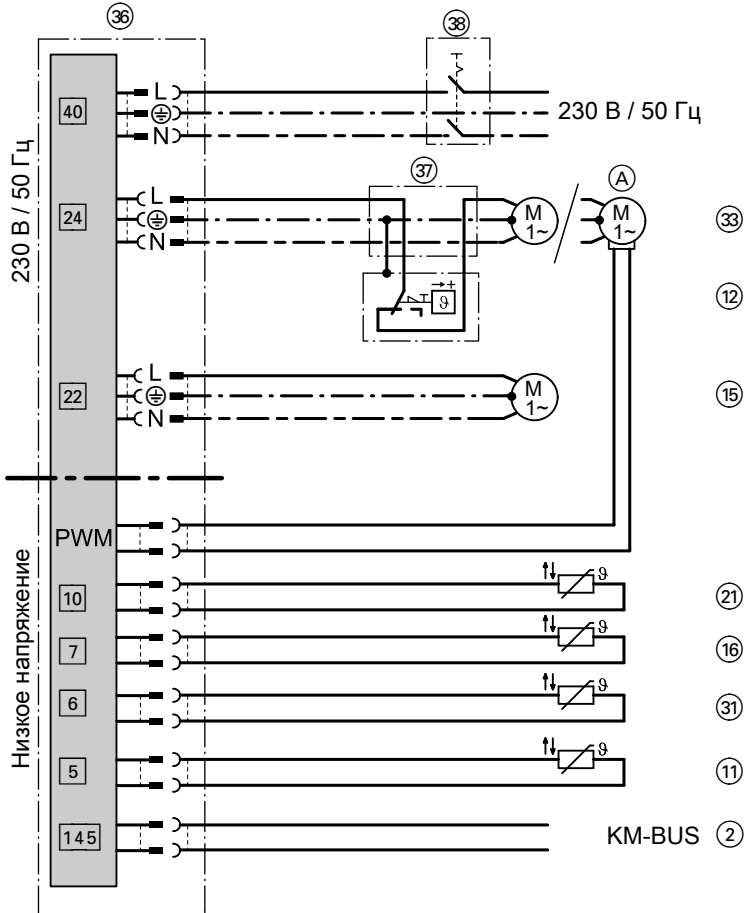 36
38
40
L
N
230 В / 50 Гц
230 В / 50 Гц
37
A
24
L
N
M
1~
M
1~
33
ϑ
12
22
L
N
M
1~
15
PWM
Низкое напряжение
10
ϑ
21
7
ϑ
16
6
ϑ
31
5
ϑ
11
145
KM-BUS
2